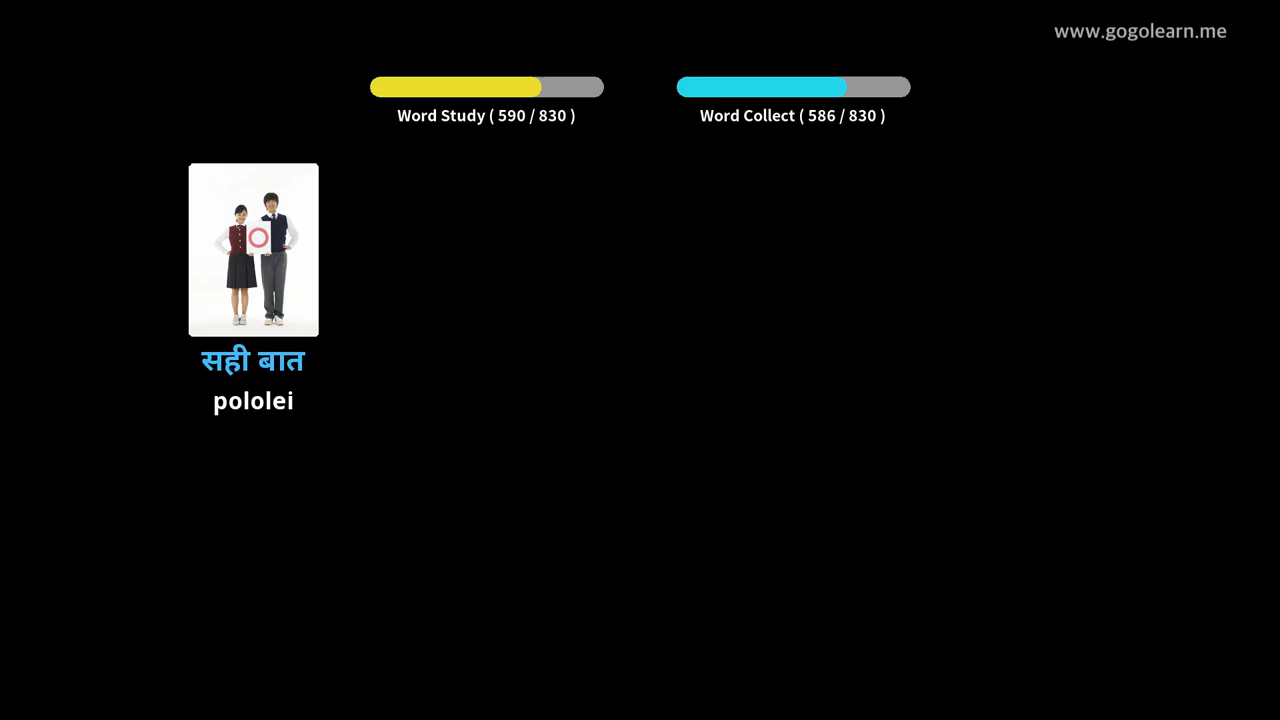 www.gogolearn.me
Word Study ( 590 / 830 )
Word Collect ( 586 / 830 )
सही बात
pololei